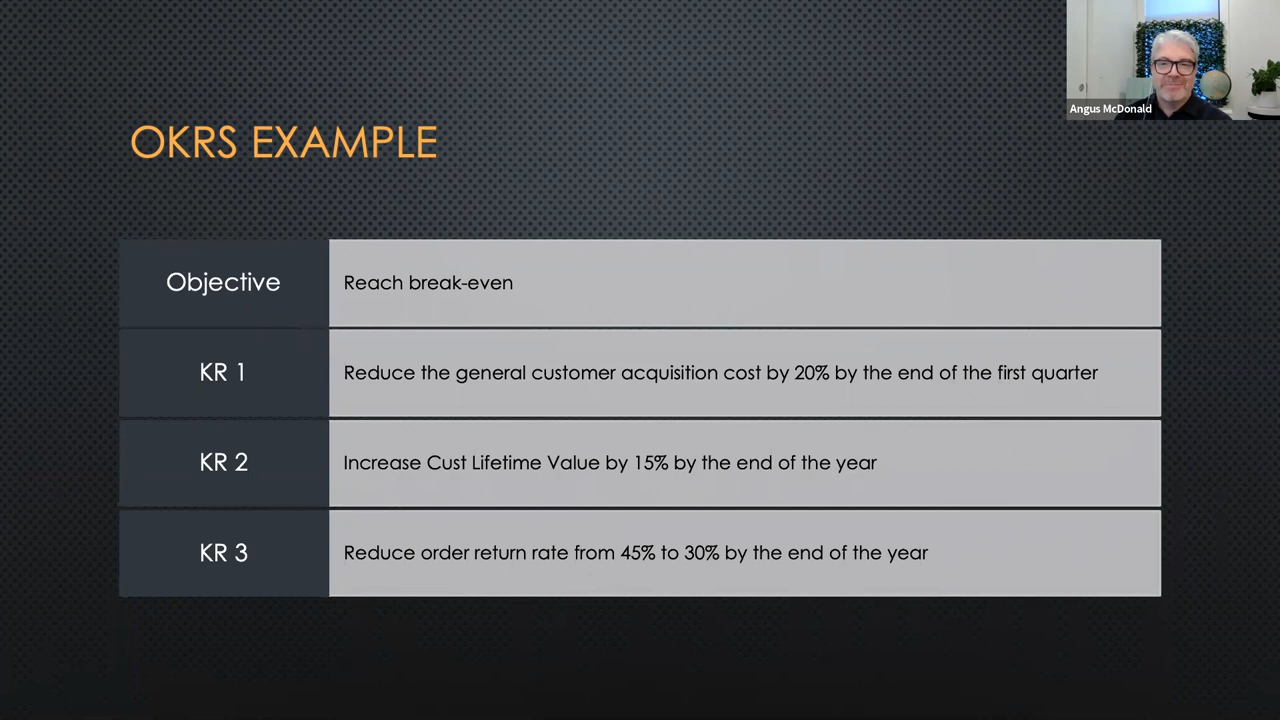 Angus McDonald
OKRS EXAMPLE
Objective
Reach break-even
KR 1
Reduce the general customer acquisition cost by 20% by the end of the first quarter
KR 2
Increase Cust Lifetime Value by 15% by the end of the year
KR 3
Reduce order return rate from 45% to 30% by the end of the year